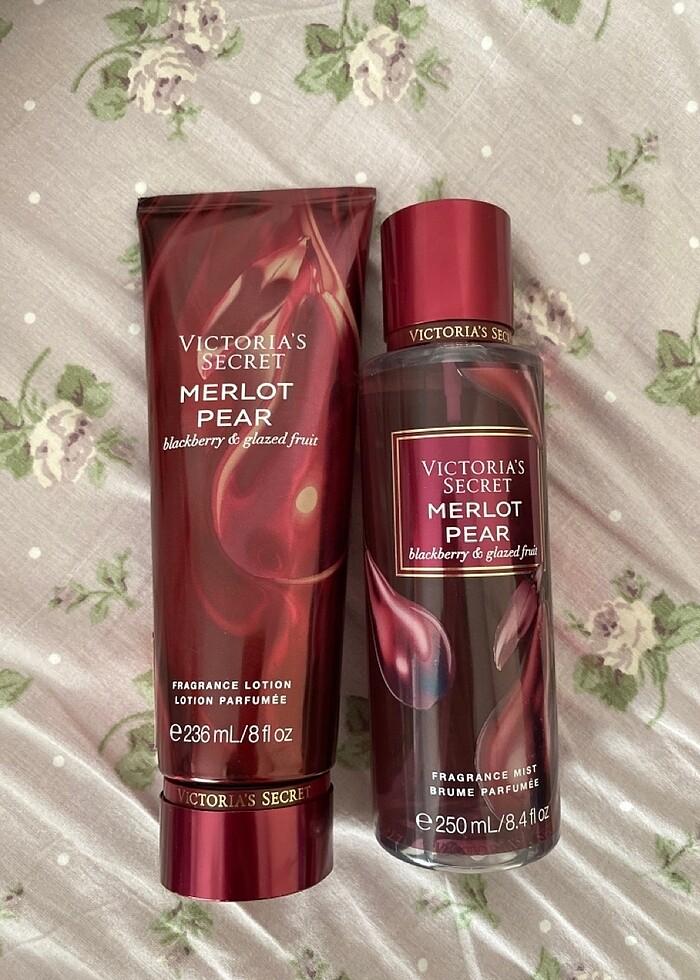 VICTORIA'S
SECRET
MERLOT
PEAR
blackberry & glazed fruit
FRAGRANCE LOTION
LOTION PARFUMÉE
℮ 236 mL/8 fl oz
VICTORIA'S SECRET
VICTORIA'S
VICTORIA'S
SECRET
MERLOT
PEAR
blackberry & glazed fruit
FRAGRANCE MIST
BRUME PARFUMÉE
℮ 250 mL/8.4 fl oz